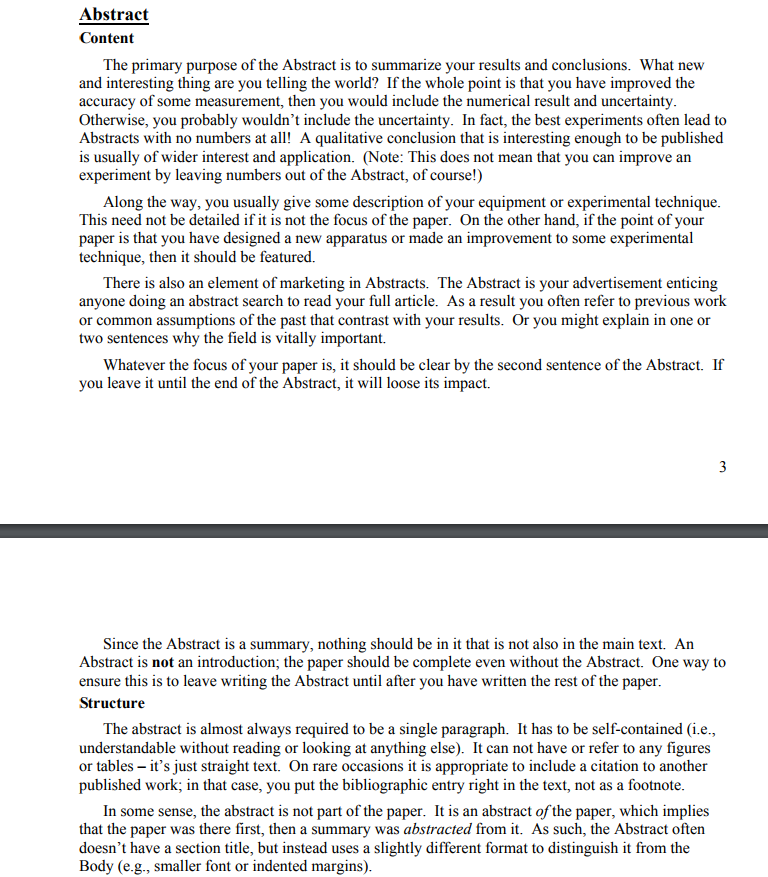 Abstract
Content
The primary purpose of the Abstract is to summarize your results and conclusions.  What new
and interesting thing are you telling the world?  If the whole point is that you have improved the
accuracy of some measurement, then you would include the numerical result and uncertainty.
Otherwise, you probably wouldn't include the uncertainty.  In fact, the best experiments often lead to
Abstracts with no numbers at all!  A qualitative conclusion that is interesting enough to be published
is usually of wider interest and application.  (Note: This does not mean that you can improve an
experiment by leaving numbers out of the Abstract, of course!)
Along the way, you usually give some description of your equipment or experimental technique.
This need not be detailed if it is not the focus of the paper.  On the other hand, if the point of your
paper is that you have designed a new apparatus or made an improvement to some experimental
technique, then it should be featured.
There is also an element of marketing in Abstracts.  The Abstract is your advertisement enticing
anyone doing an abstract search to read your full article.  As a result you often refer to previous work
or common assumptions of the past that contrast with your results.  Or you might explain in one or
two sentences why the field is vitally important.
Whatever the focus of your paper is, it should be clear by the second sentence of the Abstract.  If
you leave it until the end of the Abstract, it will loose its impact.
3
Since the Abstract is a summary, nothing should be in it that is not also in the main text.  An
Abstract is not an introduction; the paper should be complete even without the Abstract.  One way to
ensure this is to leave writing the Abstract until after you have written the rest of the paper.
Structure
The abstract is almost always required to be a single paragraph.  It has to be self-contained (i.e.,
understandable without reading or looking at anything else).  It can not have or refer to any figures
or tables – it's just straight text.  On rare occasions it is appropriate to include a citation to another
published work; in that case, you put the bibliographic entry right in the text, not as a footnote.
In some sense, the abstract is not part of the paper.  It is an abstract of the paper, which implies
that the paper was there first, then a summary was abstracted from it.  As such, the Abstract often
doesn't have a section title, but instead uses a slightly different format to distinguish it from the
Body (e.g., smaller font or indented margins).